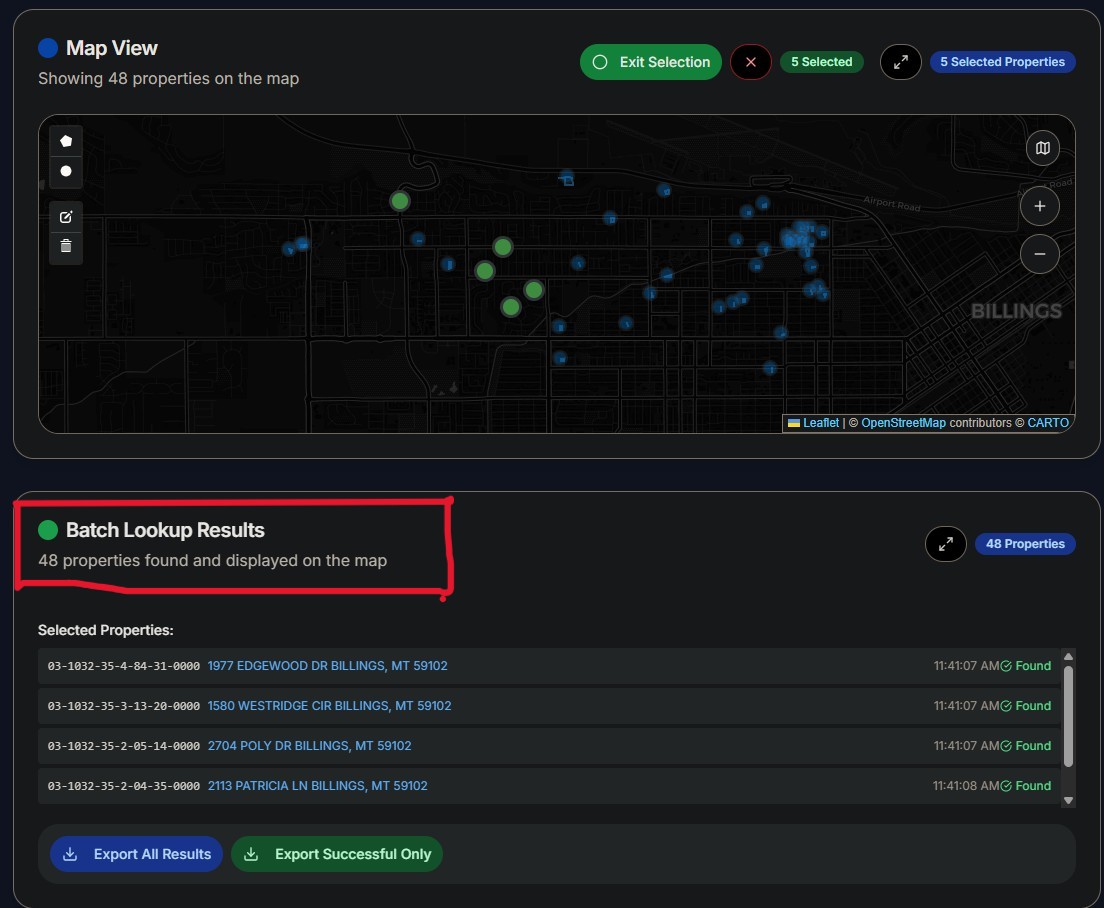 Map View
Showing 48 properties on the map
Exit Selection
5 Selected
5 Selected Properties
Airport Road
Road
BILLINGS
Leaflet | © OpenStreetMap contributors © CARTO
Batch Lookup Results
48 properties found and displayed on the map
48 Properties
Selected Properties:
03-1032-35-4-84-31-0000 1977 EDGEWOOD DR BILLINGS, MT 59102 11:41:07 AM Found
03-1032-35-3-13-20-0000 1580 WESTRIDGE CIR BILLINGS, MT 59102 11:41:07 AM Found
03-1032-35-2-05-14-0000 2704 POLY DR BILLINGS, MT 59102 11:41:07 AM Found
03-1032-35-2-04-35-0000 2113 PATRICIA LN BILLINGS, MT 59102 11:41:08 AM Found
Export All Results
Export Successful Only